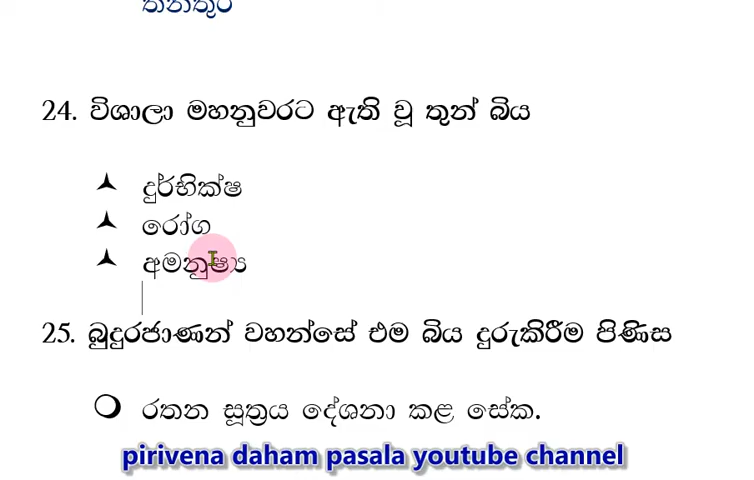 තනතුර
24. විශාලා මහනුවරට ඇති වූ තුන් බිය
දුර්භික්ෂ
රෝග
අමනුෂ්‍ය
25. බුදුරජාණන් වහන්සේ එම බිය දුරුකිරීම පිණිස
රතන සූත්‍රය දේශනා කළ සේක.
pirivena daham pasala youtube channel